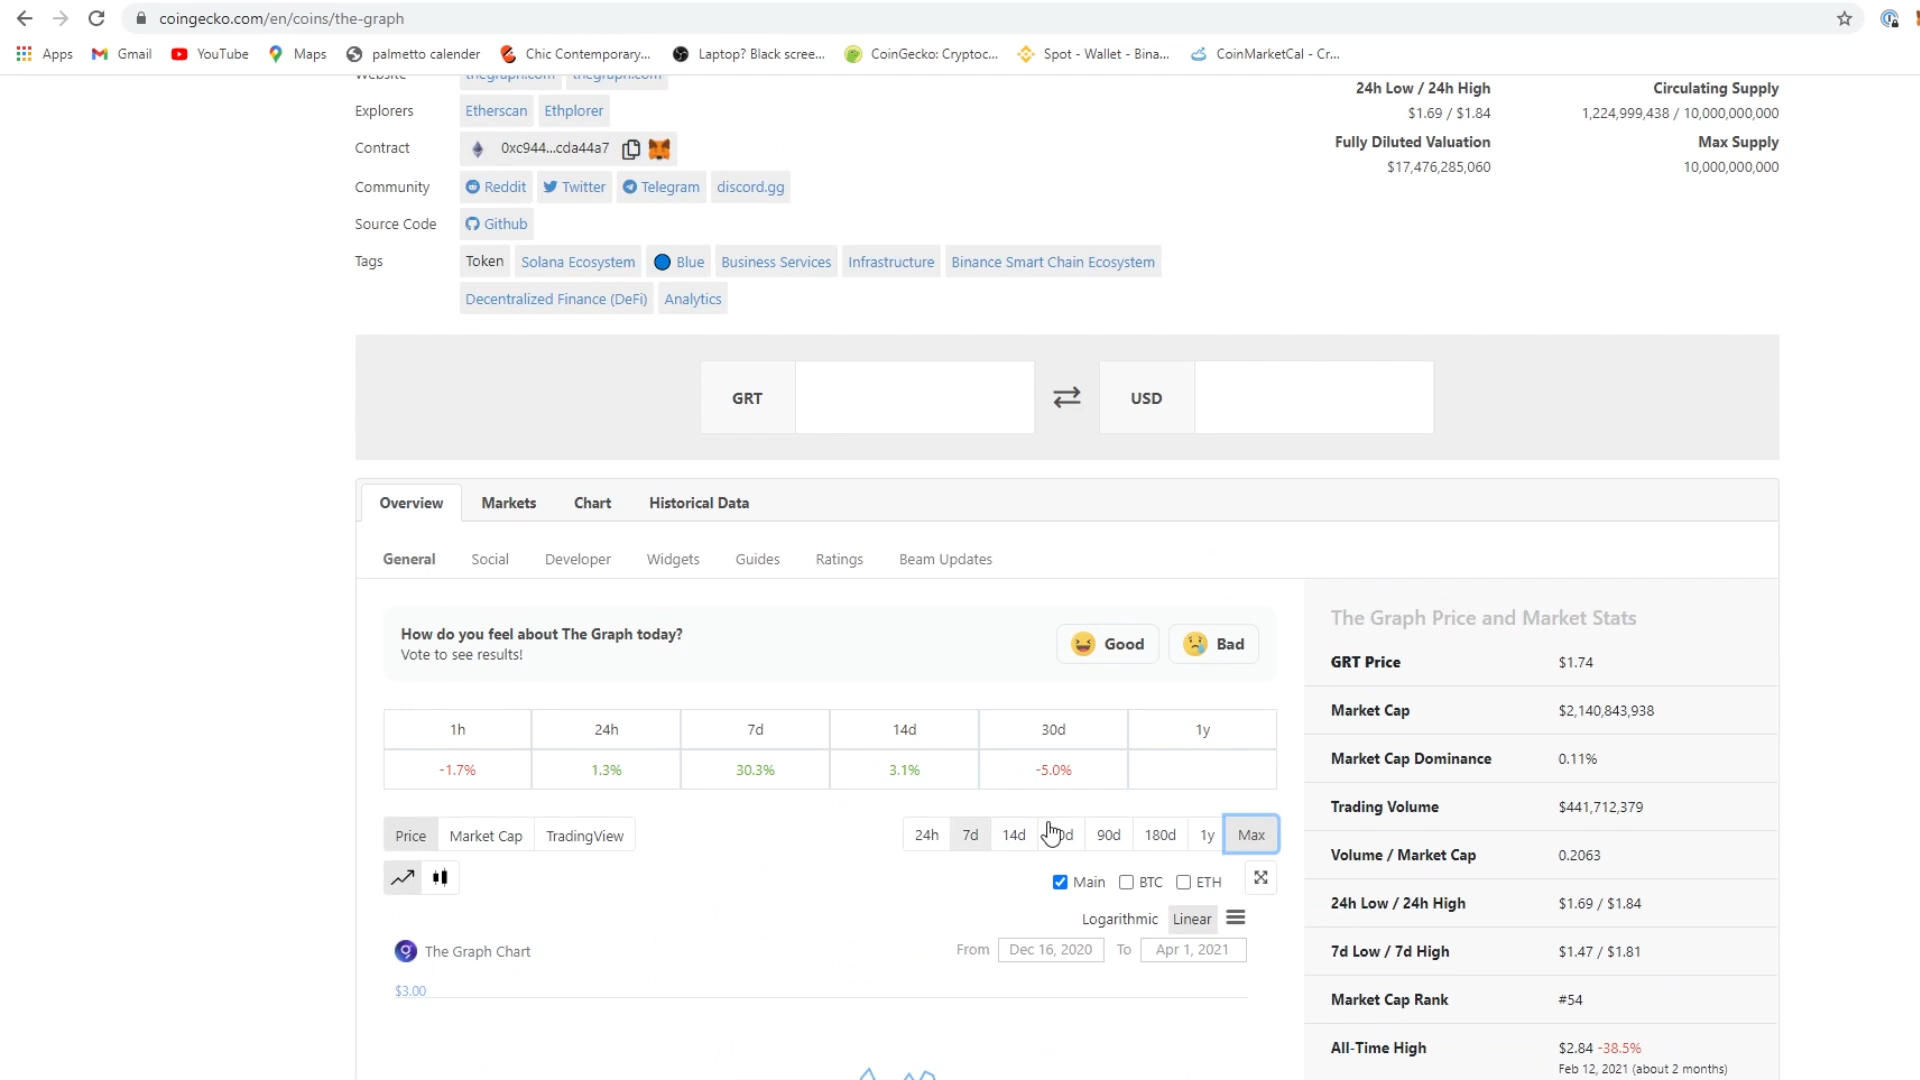 coingecko.com/en/coins/the-graph
Apps Gmail YouTube Maps palmetto calender Chic Contemporary... Laptop? Black scree... CoinGecko: Cryptoc... Spot - Wallet - Bina... CoinMarketCal - Cr...
Website thegraph.com thegraph.com
Explorers Etherscan Ethplorer
Contract 0xc944...cda44a7
Community Reddit Twitter Telegram discord.gg
Source Code Github
Tags Token Solana Ecosystem Blue Business Services Infrastructure Binance Smart Chain Ecosystem
Decentralized Finance (DeFi) Analytics
24h Low / 24h High Circulating Supply
$1.69 / $1.84 1,224,999,438 / 10,000,000,000
Fully Diluted Valuation Max Supply
$17,476,285,060 10,000,000,000
GRT USD
Overview Markets Chart Historical Data
General Social Developer Widgets Guides Ratings Beam Updates
How do you feel about The Graph today?
Vote to see results!
Good Bad
1h 24h 7d 14d 30d 1y
-1.7% 1.3% 30.3% 3.1% -5.0%
Price Market Cap TradingView
24h 7d 14d 90d 180d 1y Max
Main BTC ETH
Logarithmic Linear
The Graph Chart
From Dec 16, 2020 To Apr 1, 2021
$3.00
The Graph Price and Market Stats
GRT Price $1.74
Market Cap $2,140,843,938
Market Cap Dominance 0.11%
Trading Volume $441,712,379
Volume / Market Cap 0.2063
24h Low / 24h High $1.69 / $1.84
7d Low / 7d High $1.47 / $1.81
Market Cap Rank #54
All-Time High $2.84 -38.5%
Feb 12, 2021 (about 2 months)